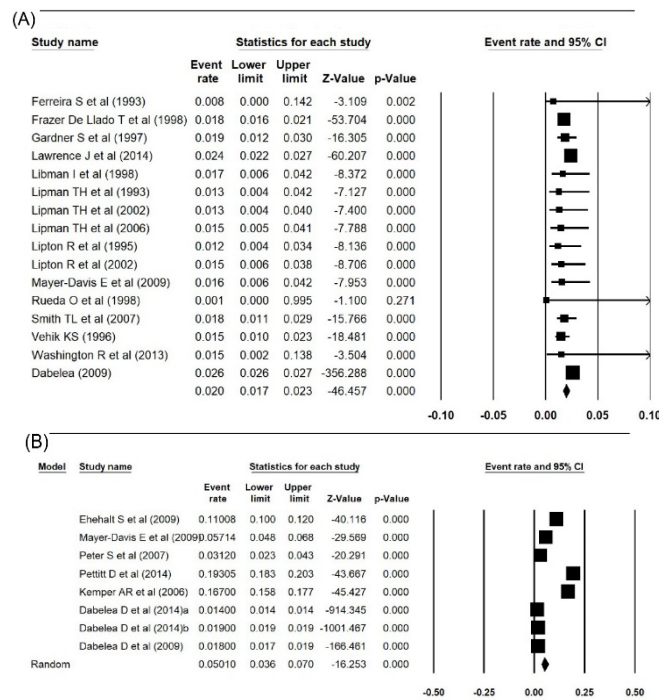 (A)
Study name Statistics for each study Event rate and 95% CI
Event Lower Upper
rate limit limit Z-Value p-Value
Ferreira S et al (1993) 0.008 0.000 0.142 -3.109 0.002
Frazer De Llado T et al (1998) 0.018 0.016 0.021 -53.704 0.000
Gardner S et al (1997) 0.019 0.012 0.030 -16.305 0.000
Lawrence J et al (2014) 0.024 0.022 0.027 -60.207 0.000
Libman I et al (1998) 0.017 0.006 0.042 -8.372 0.000
Lipman TH et al (1993) 0.013 0.004 0.042 -7.127 0.000
Lipman TH et al (2002) 0.013 0.004 0.040 -7.400 0.000
Lipman TH et al (2006) 0.015 0.005 0.041 -7.788 0.000
Lipton R et al (1995) 0.012 0.004 0.034 -8.136 0.000
Lipton R et al (2002) 0.015 0.006 0.038 -8.706 0.000
Mayer-Davis E et al (2009) 0.016 0.006 0.042 -7.953 0.000
Rueda O et al (1998) 0.001 0.000 0.995 -1.100 0.271
Smith TL et al (2007) 0.018 0.011 0.029 -15.766 0.000
Vehik KS (1996) 0.015 0.010 0.023 -18.481 0.000
Washington R et al (2013) 0.015 0.002 0.138 -3.504 0.000
Dabelea (2009) 0.026 0.026 0.027 -356.288 0.000
0.020 0.017 0.023 -46.457 0.000
-0.10 0.00 0.05 0.10
(B)
Model Study name Statistics for each study Event rate and 95% CI
Event Lower Upper
rate limit limit Z-Value p-Value
Ehehalt S et al (2009) 0.11008 0.100 0.120 -40.116 0.000
Mayer-Davis E et al (2009) 0.05714 0.048 0.068 -29.569 0.000
Peter S et al (2007) 0.03120 0.023 0.043 -20.291 0.000
Pettitt D et al (2014) 0.19305 0.183 0.203 -43.667 0.000
Kemper AR et al (2006) 0.16700 0.158 0.177 -45.427 0.000
Dabelea D et al (2014)a 0.01400 0.014 0.014 -914.345 0.000
Dabelea D et al (2014)b 0.01900 0.019 0.019 -1001.467 0.000
Dabelea D et al (2009) 0.01800 0.017 0.019 -166.461 0.000
Random 0.05010 0.036 0.070 -16.253 0.000
-0.50 -0.25 0.00 0.25 0.50